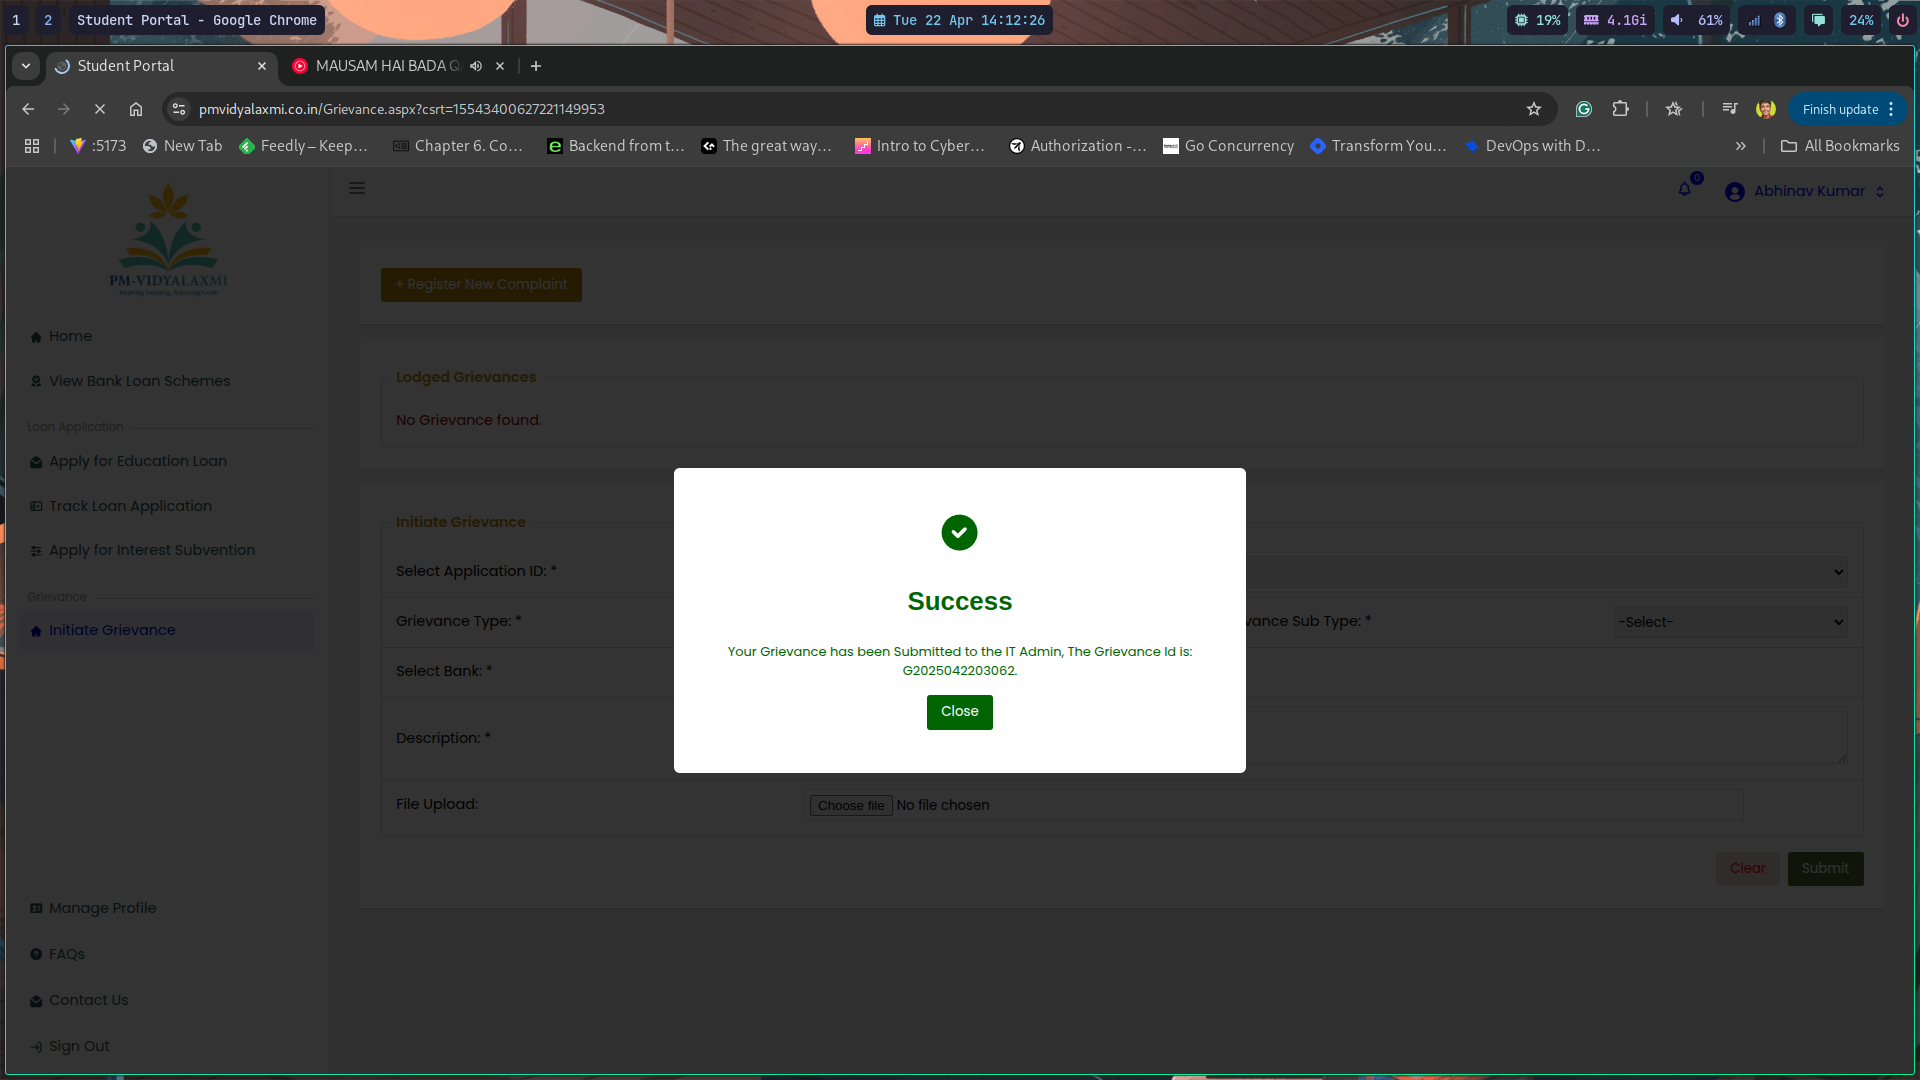 1 2 Student Portal - Google Chrome Tue 22 Apr 14:12:26 19% 4.1Gi 61% 24%
Student Portal MAUSAM HAI BADA Q
pmvidyalaxmi.co.in/Grievance.aspx?csrt=15543400627221149953 Finish update
:5173 New Tab Feedly – Keep... Chapter 6. Co... Backend from t... The great way... Intro to Cyber... Authorization -... Go Concurrency Transform You... DevOps with D... » All Bookmarks
0
Abhinav Kumar
PM-VIDYALAXMI
+ Register New Complaint
Home
View Bank Loan Schemes
Loan Application
Apply for Education Loan
Track Loan Application
Apply for Interest Subvention
Grievance
Initiate Grievance
Manage Profile
FAQs
Contact Us
Sign Out
Lodged Grievances
No Grievance found.
Initiate Grievance
Select Application ID: *
Grievance Type: *
vance Sub Type: * -Select-
Select Bank: *
Description: *
File Upload: Choose file No file chosen
Clear Submit
Success
Your Grievance has been Submitted to the IT Admin, The Grievance Id is:
G2025042203062.
Close